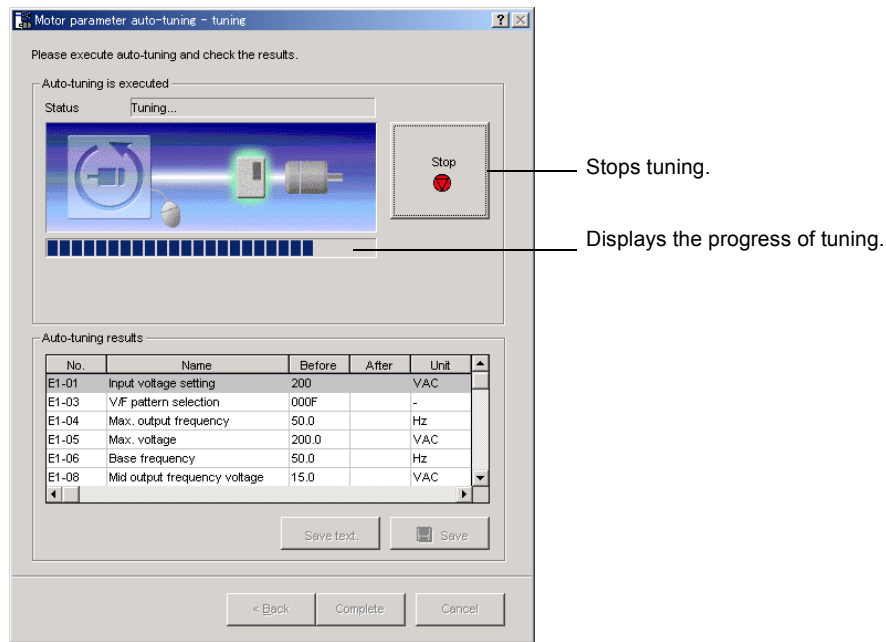 Motor parameter auto-tuning - tuning
Please execute auto-tuning and check the results.
Auto-tuning is executed
Status Tuning...
Stop
Stops tuning.
Displays the progress of tuning.
Auto-tuning results
No. Name Before After Unit
E1-01 Input voltage setting 200 VAC
E1-03 V/F pattern selection 000F -
E1-04 Max. output frequency 50.0 Hz
E1-05 Max. voltage 200.0 VAC
E1-06 Base frequency 50.0 Hz
E1-08 Mid output frequency voltage 15.0 VAC
Save text. Save
< Back Complete Cancel